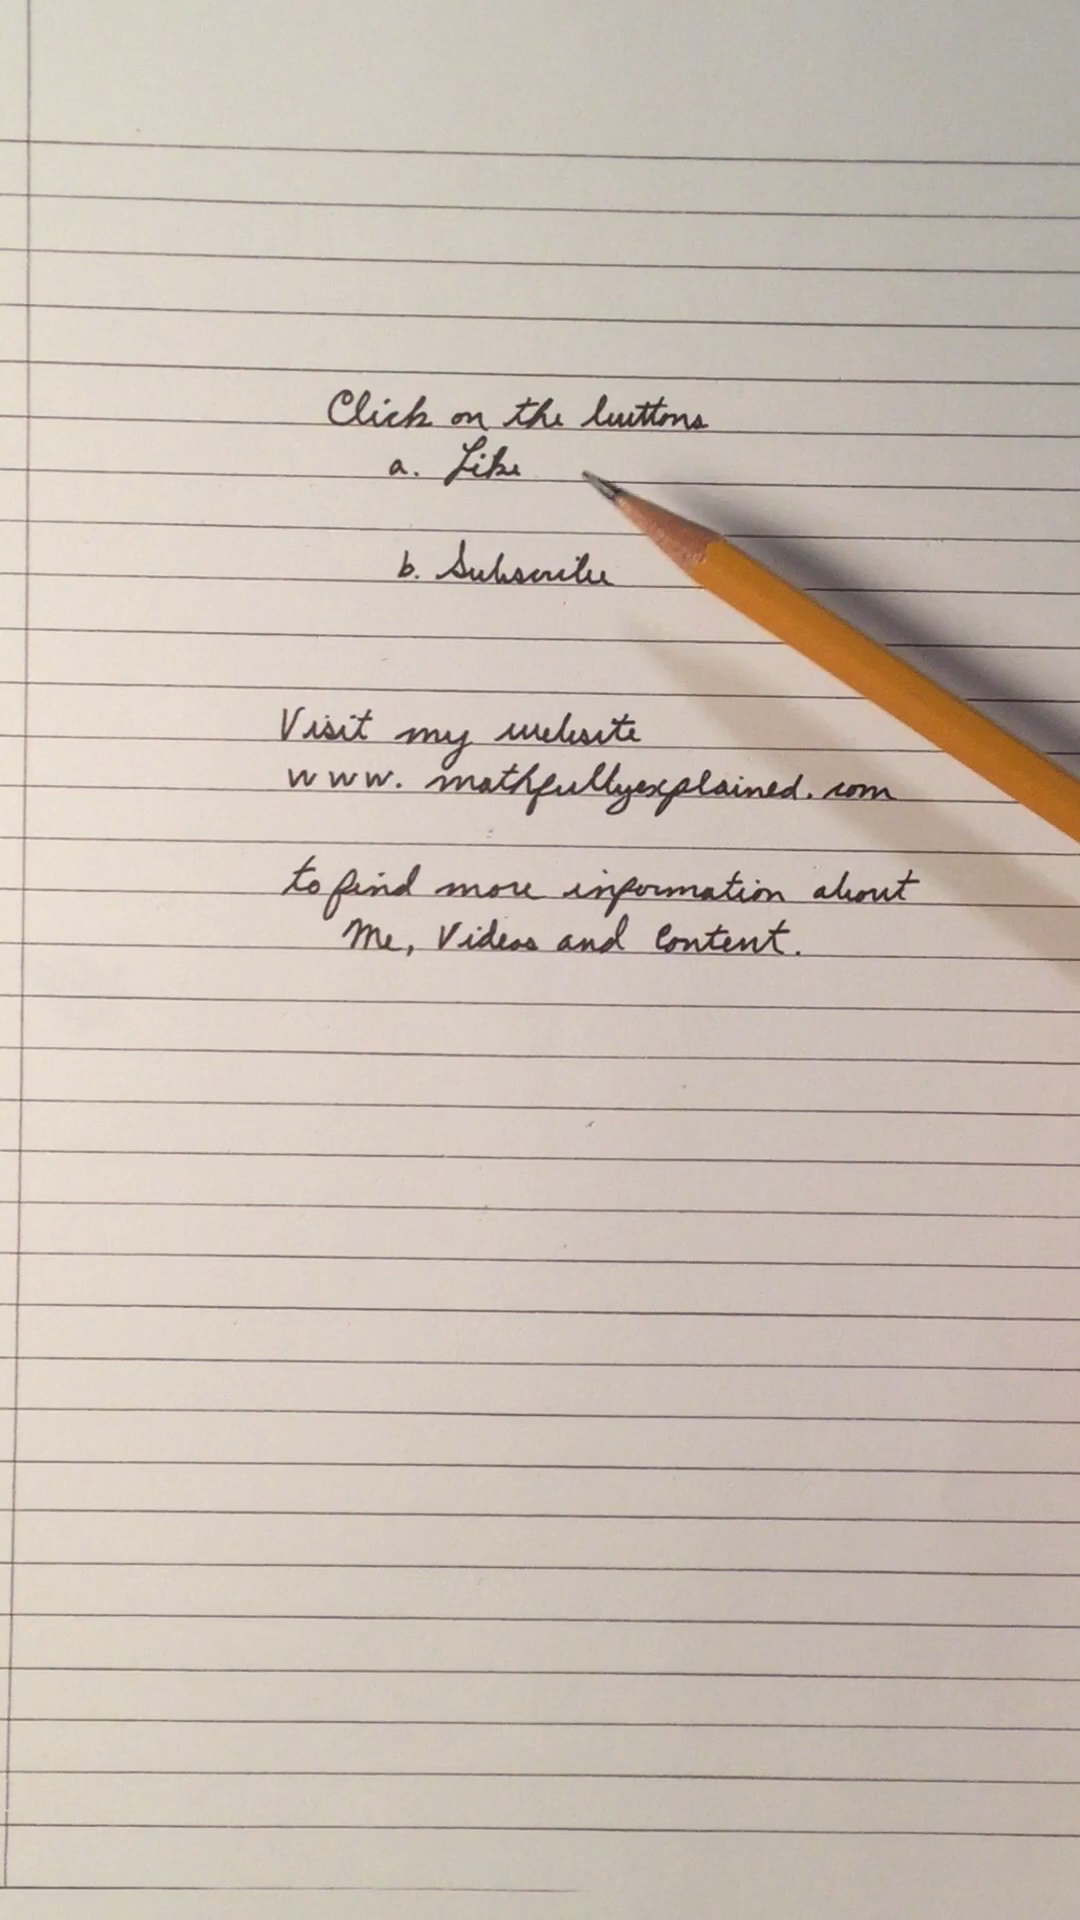 Click on the buttons
a. Like
b. Subscribe
Visit my website
www.mathfullyexplained.com
to find more information about
Me, Videos and Content.